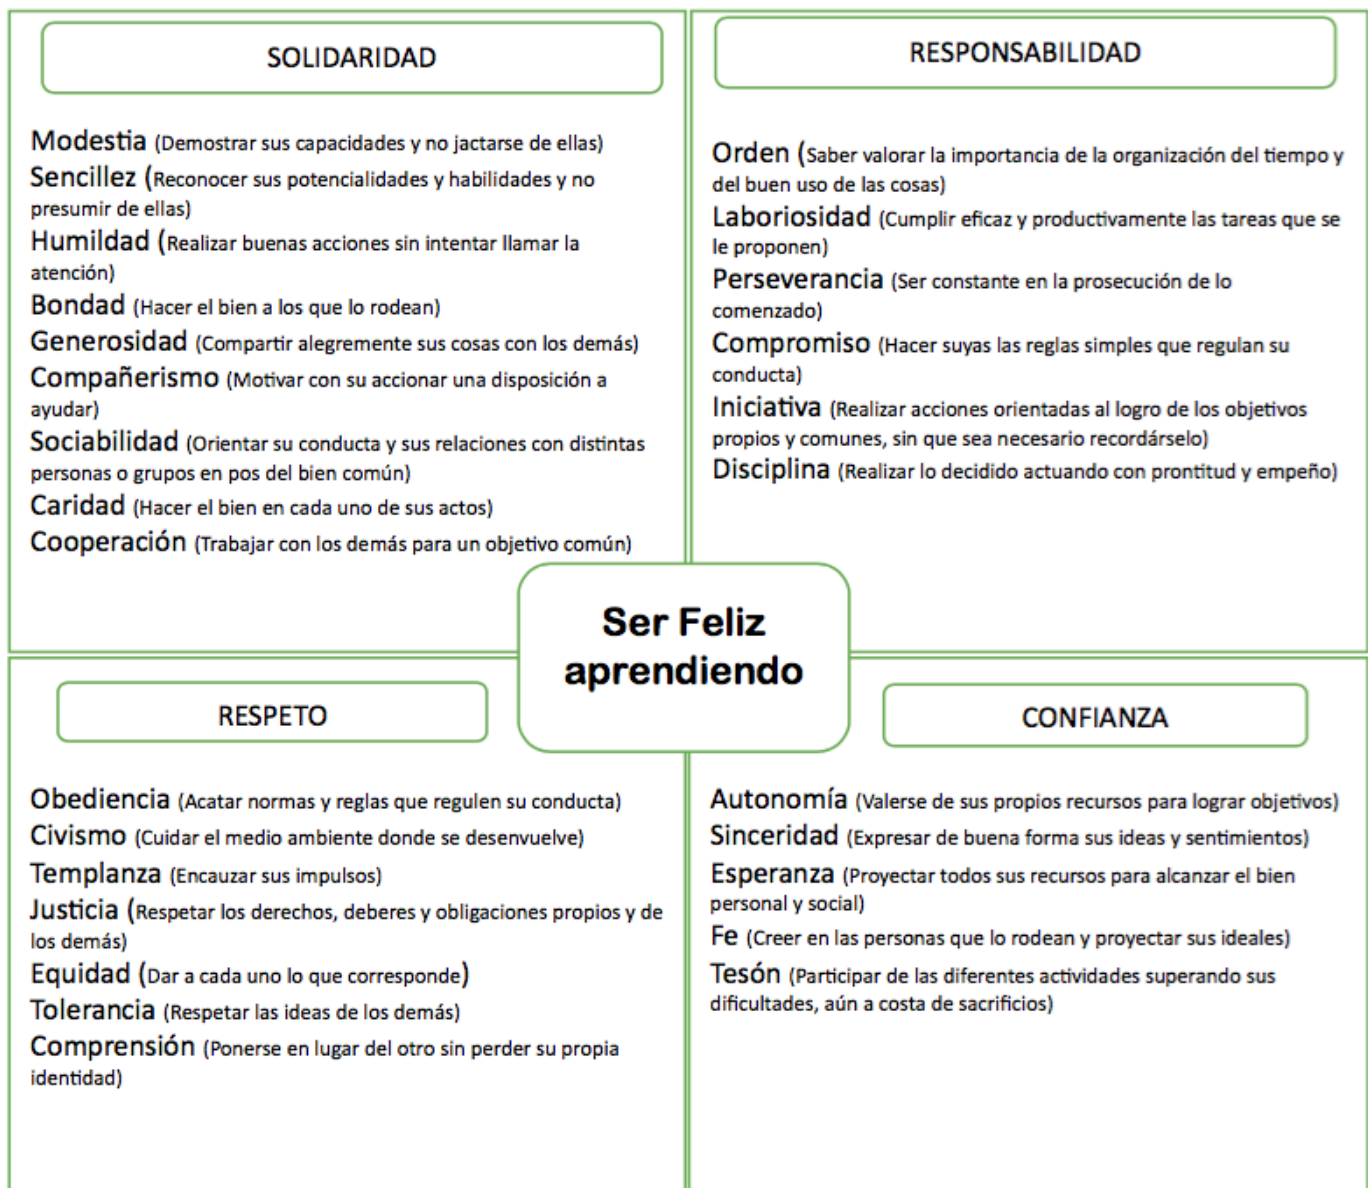 SOLIDARIDAD
Modestia (Demostrar sus capacidades y no jactarse de ellas)
Sencillez (Reconocer sus potencialidades y habilidades y no
presumir de ellas)
Humildad (Realizar buenas acciones sin intentar llamar la
atención)
Bondad (Hacer el bien a los que lo rodean)
Generosidad (Compartir alegremente sus cosas con los demás)
Compañerismo (Motivar con su accionar una disposición a
ayudar)
Sociabilidad (Orientar su conducta y sus relaciones con distintas
personas o grupos en pos del bien común)
Caridad (Hacer el bien en cada uno de sus actos)
Cooperación (Trabajar con los demás para un objetivo común)
RESPONSABILIDAD
Orden (Saber valorar la importancia de la organización del tiempo y
del buen uso de las cosas)
Laboriosidad (Cumplir eficaz y productivamente las tareas que se
le proponen)
Perseverancia (Ser constante en la prosecución de lo
comenzado)
Compromiso (Hacer suyas las reglas simples que regulan su
conducta)
Iniciativa (Realizar acciones orientadas al logro de los objetivos
propios y comunes, sin que sea necesario recordárselo)
Disciplina (Realizar lo decidido actuando con prontitud y empeño)
Ser Feliz
aprendiendo
RESPETO
Obediencia (Acatar normas y reglas que regulen su conducta)
Civismo (Cuidar el medio ambiente donde se desenvuelve)
Templanza (Encauzar sus impulsos)
Justicia (Respetar los derechos, deberes y obligaciones propios y de
los demás)
Equidad (Dar a cada uno lo que corresponde)
Tolerancia (Respetar las ideas de los demás)
Comprensión (Ponerse en lugar del otro sin perder su propia
identidad)
CONFIANZA
Autonomía (Valerse de sus propios recursos para lograr objetivos)
Sinceridad (Expresar de buena forma sus ideas y sentimientos)
Esperanza (Proyectar todos sus recursos para alcanzar el bien
personal y social)
Fe (Creer en las personas que lo rodean y proyectar sus ideales)
Tesón (Participar de las diferentes actividades superando sus
dificultades, aún a costa de sacrificios)